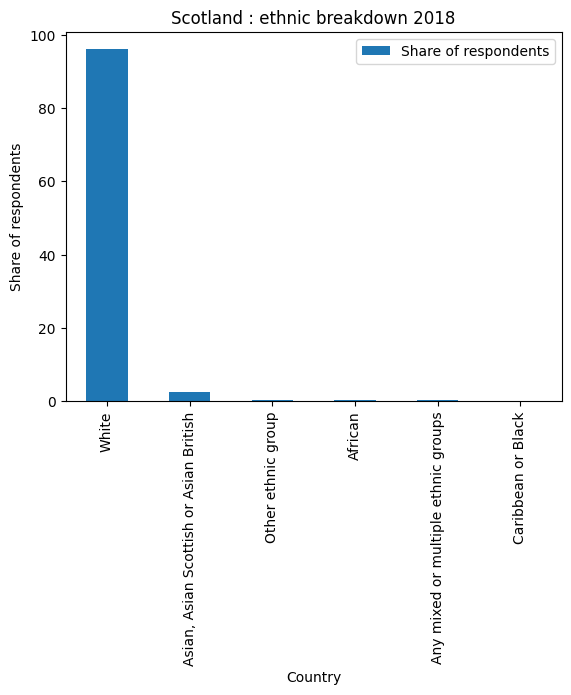 Scotland : ethnic breakdown 2018
Share of respondents
Share of respondents
100
80
60
40
20
0
White
Asian, Asian Scottish or Asian British
Other ethnic group
African
Any mixed or multiple ethnic groups
Caribbean or Black
Country